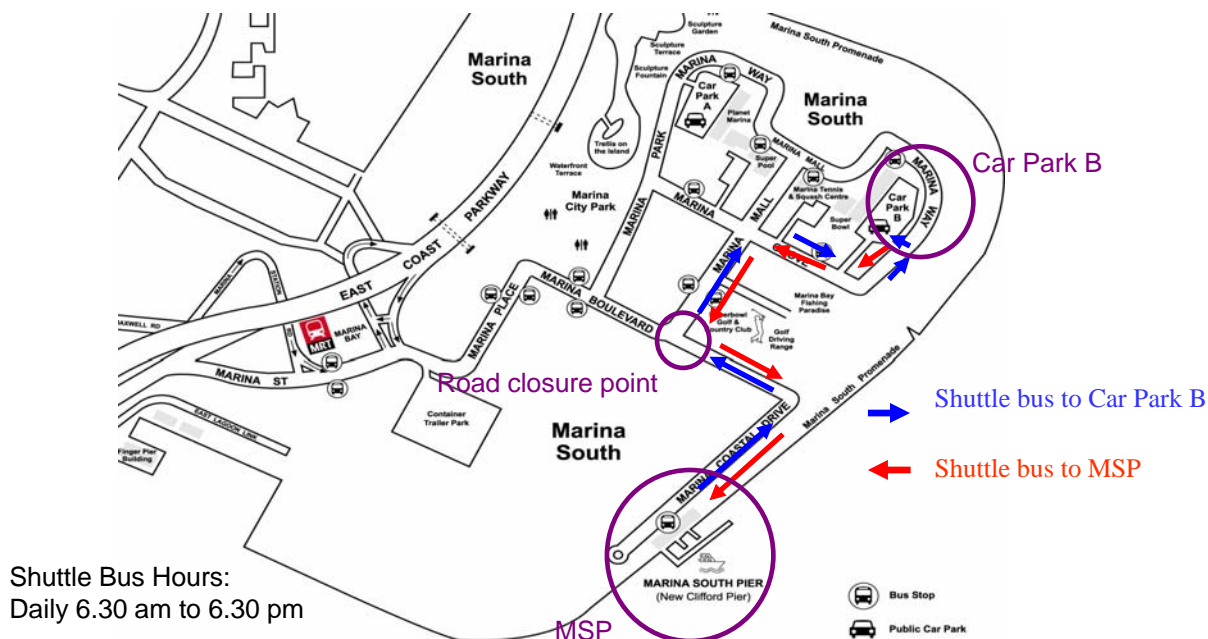 Sculpture
Garden
Sculpture
Terrace
Sculpture
Fountain
Marina South Promenade
Marina
South
MARINA
WAY
Car
Park
A
Planet
Marina
Marina
South
Car Park B
Trellis on
the Island
Waterfront
Terrace
Super
Pool
MARINA MALL
Marina Tennis
& Squash Centre
MARINA
WAY
Car
Park
B
Super
Bowl
PARK
MARINA
Marina
City Park
MARINA
MALL
MARINA
EAST
COAST
PARKWAY
MARINA
STATION
RD
MARINA
BOULEVARD
MARINA
PLACE
Marina Bay
Fishing
Paradise
Golf
Driving
Range
MARINA
BAY
MRT
MARINA ST
Road closure point
Container
Trailer Park
EAST LAGOON LINK
Finger Pier
Building
Marina
South
MARINA COASTAL DRIVE
Marina South Promenade
Shuttle bus to Car Park B
Shuttle bus to MSP
MARINA SOUTH PIER
(New Clifford Pier)
MSP
Shuttle Bus Hours:
Daily 6.30 am to 6.30 pm
Bus Stop
Public Car Park